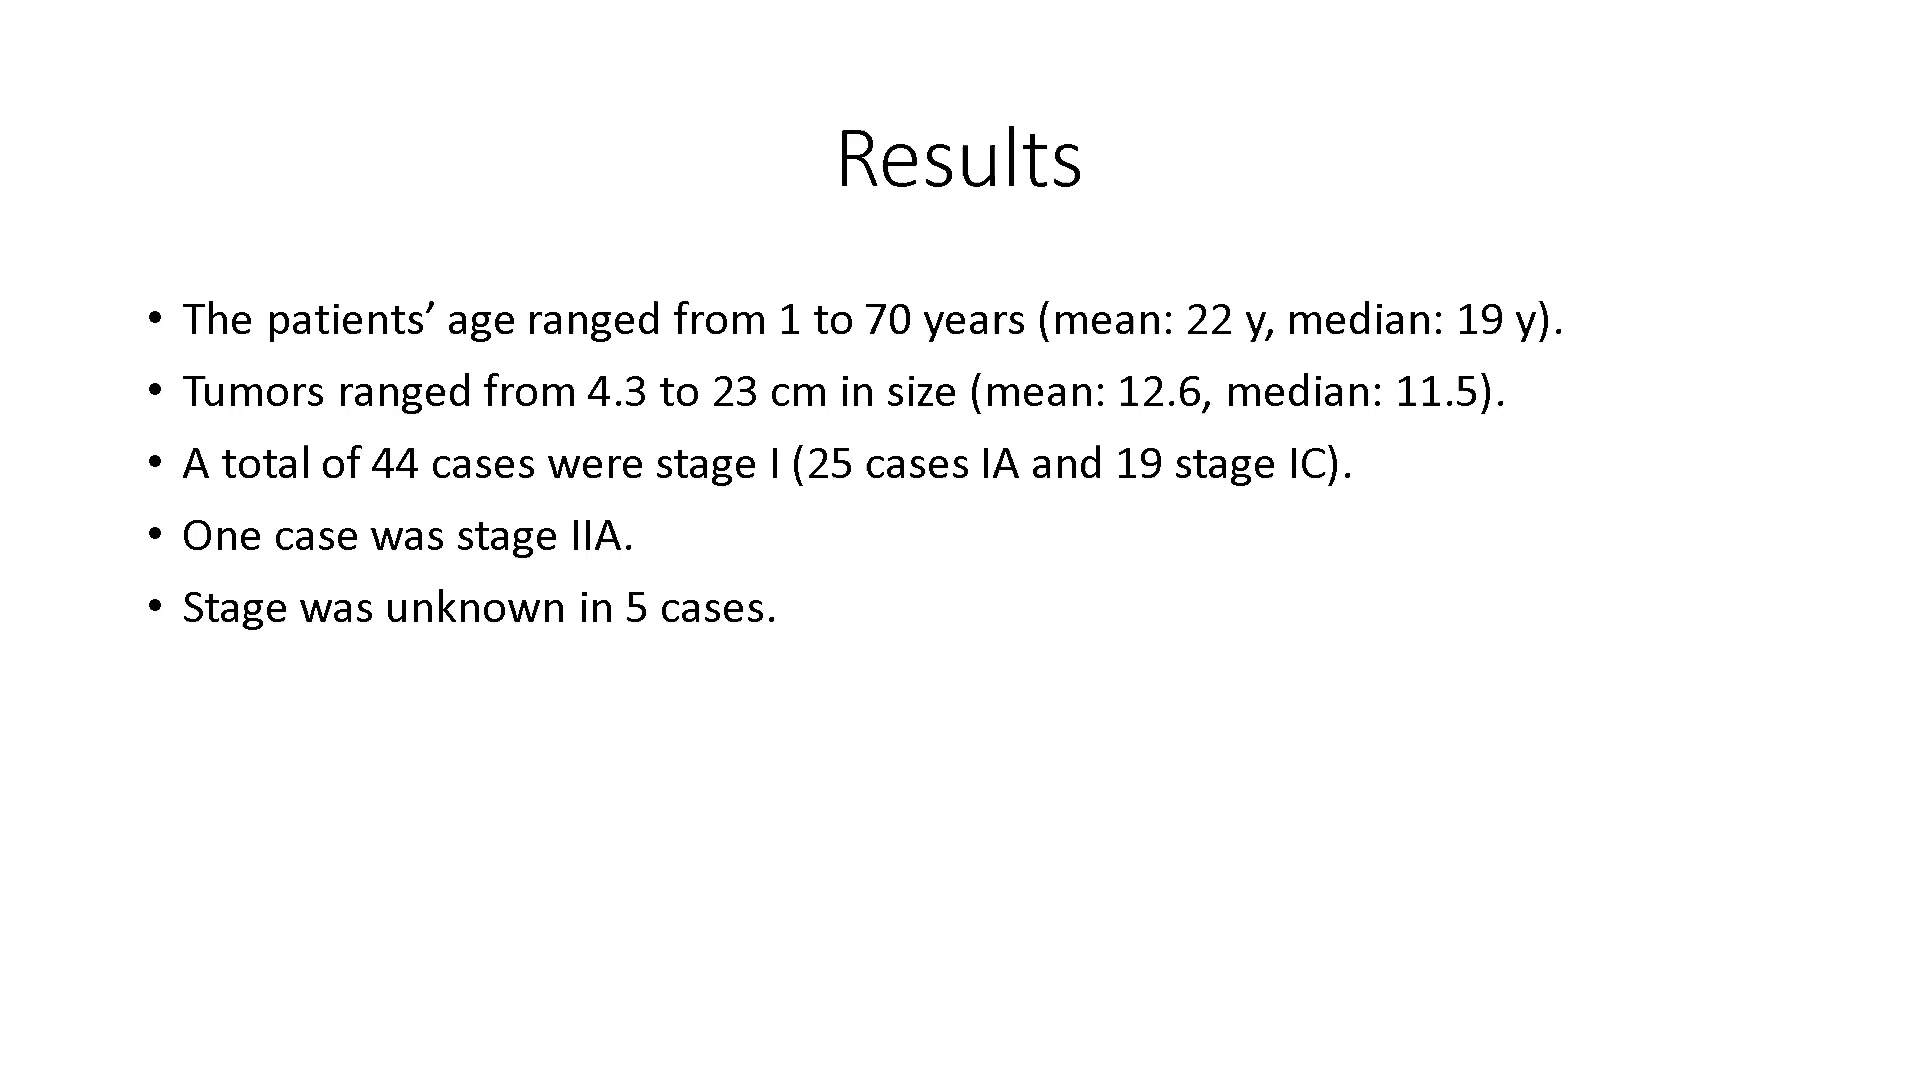 Results
• The patients’ age ranged from 1 to 70 years (mean: 22 y, median: 19 y).
• Tumors ranged from 4.3 to 23 cm in size (mean: 12.6, median: 11.5).
• A total of 44 cases were stage I (25 cases IA and 19 stage IC).
• One case was stage IIA.
• Stage was unknown in 5 cases.